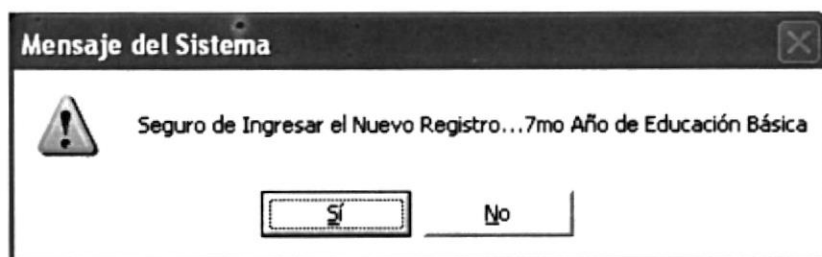 Mensaje del Sistema
Seguro de Ingresar el Nuevo Registro...7mo Año de Educación Básica
Sí
No